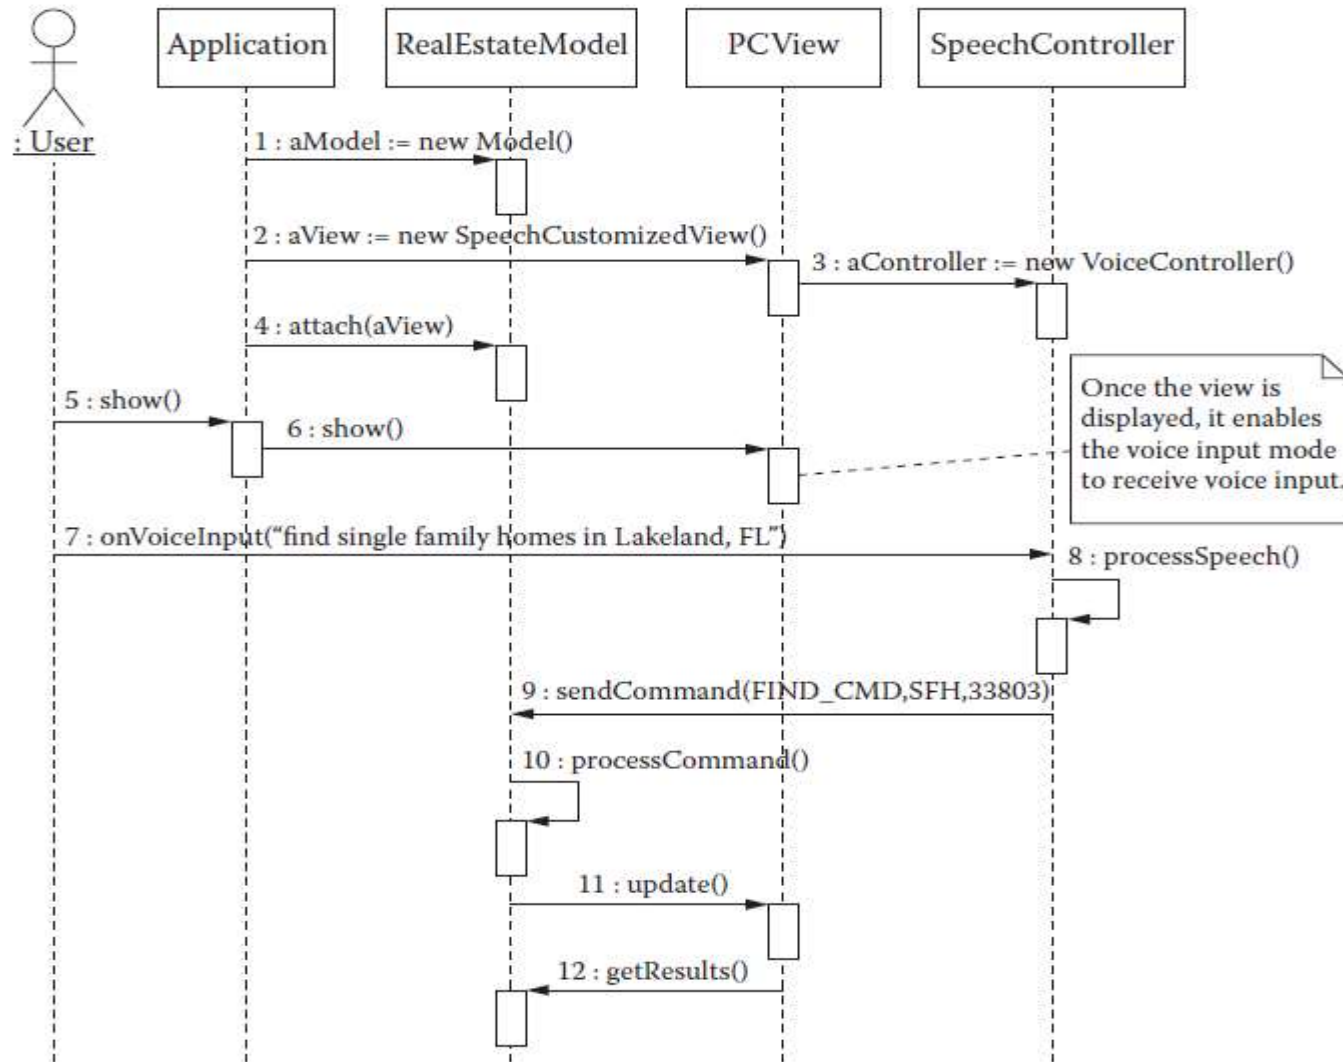 Application
RealEstateModel
PCView
SpeechController
: User
1 : aModel := new Model()
2 : aView := new SpeechCustomizedView()
3 : aController := new VoiceController()
4 : attach(aView)
Once the view is
displayed, it enables
the voice input mode
to receive voice input.
5 : show()
6 : show()
7 : onVoiceInput(“find single family homes in Lakeland, FL”)
8 : processSpeech()
9 : sendCommand(FIND_CMD,SFH,33803)
10 : processCommand()
11 : update()
12 : getResults()